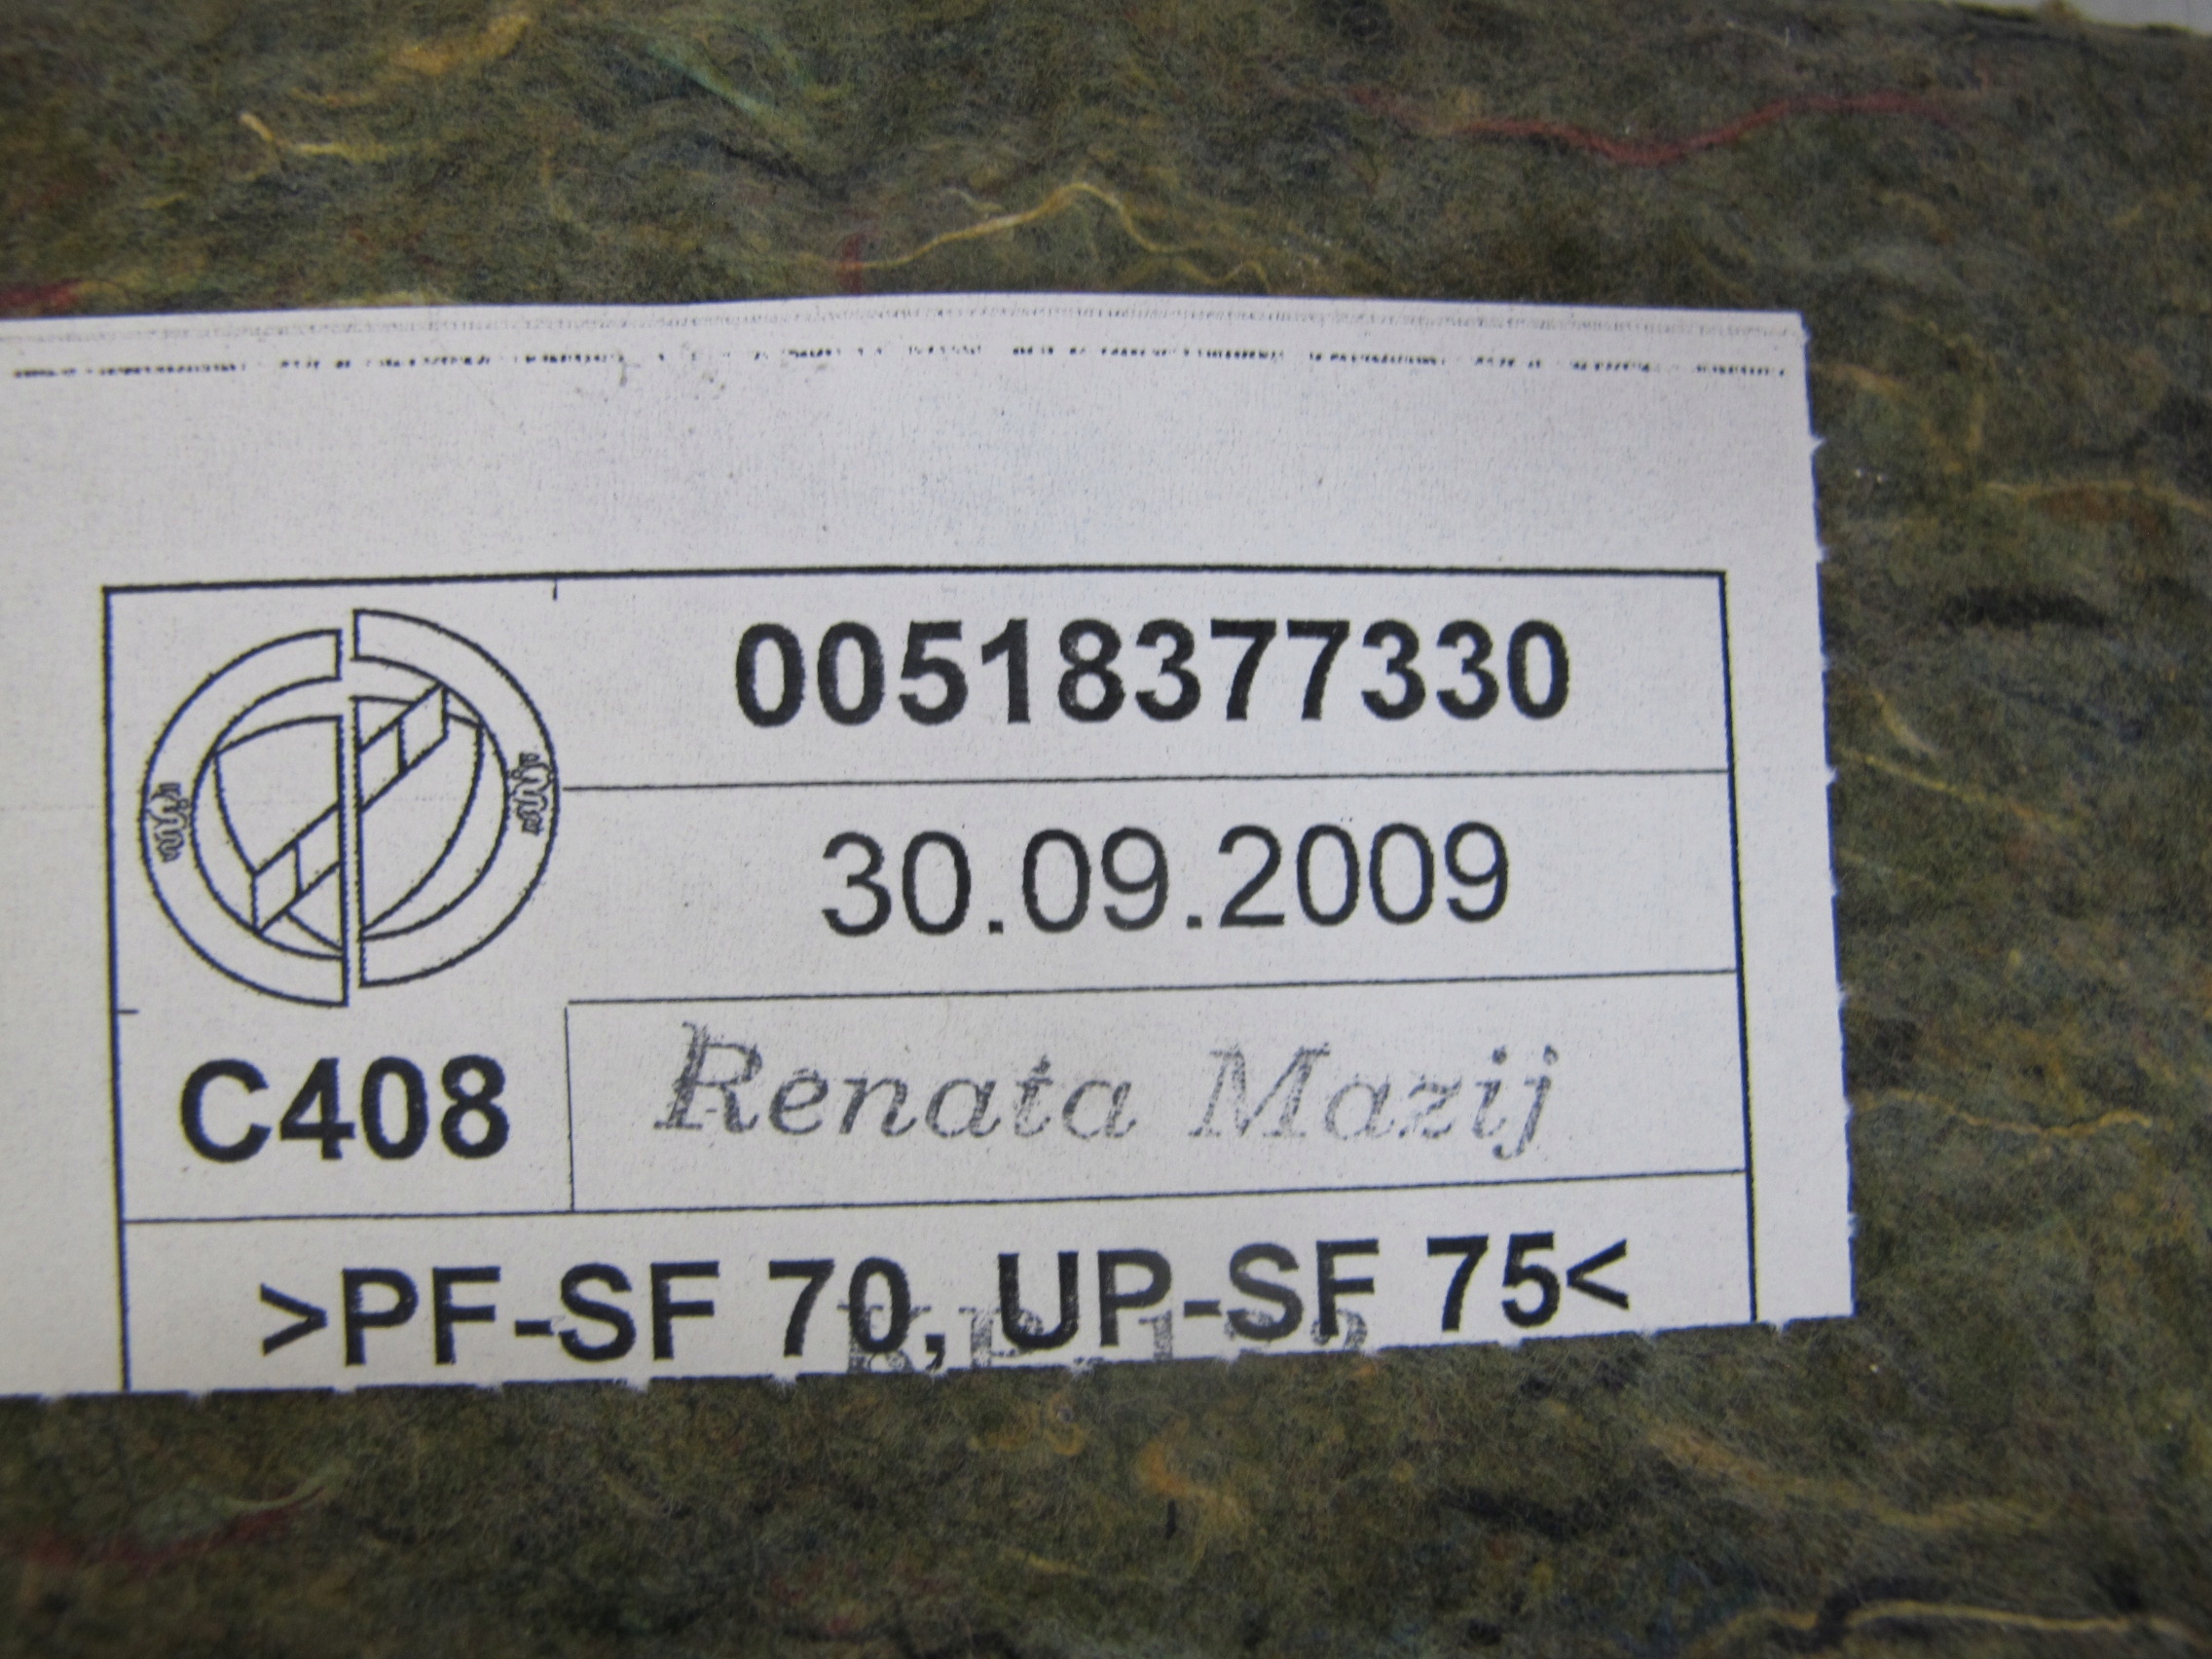 00518377330
30.09.2009
C408
Renata Mazij
>PF-SF 70, UP-SF 75<